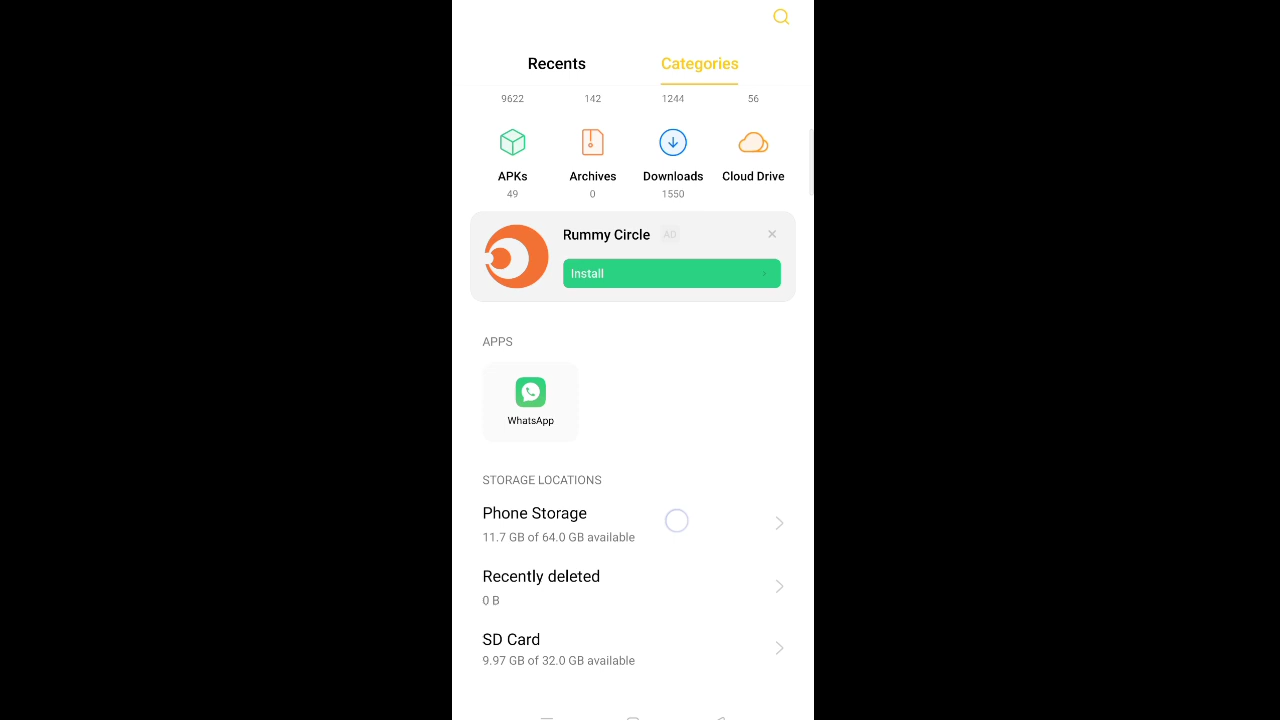 Recents Categories
9622 142 1244 56
APKs Archives Downloads Cloud Drive
49 0 1550
Rummy Circle AD
Install
APPS
WhatsApp
STORAGE LOCATIONS
Phone Storage
11.7 GB of 64.0 GB available
Recently deleted
0 B
SD Card
9.97 GB of 32.0 GB available